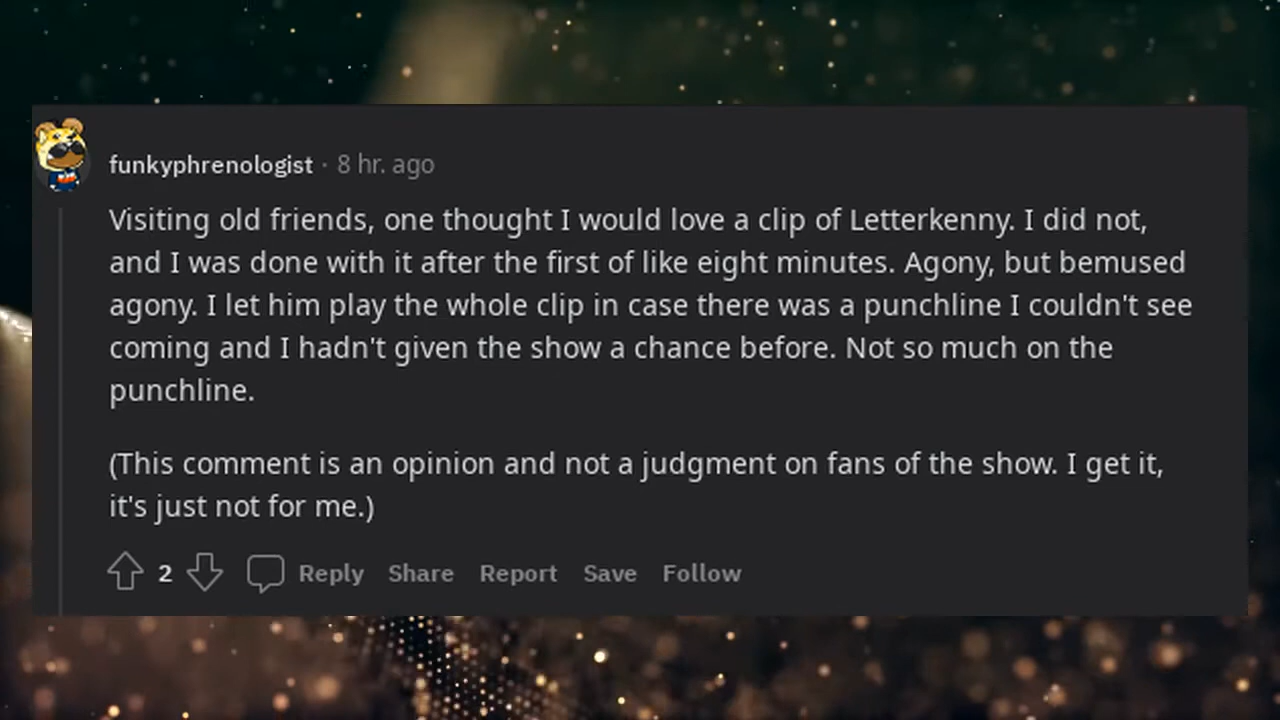 funkyphrenologist · 8 hr. ago
Visiting old friends, one thought I would love a clip of Letterkenny. I did not,
and I was done with it after the first of like eight minutes. Agony, but bemused
agony. I let him play the whole clip in case there was a punchline I couldn't see
coming and I hadn't given the show a chance before. Not so much on the
punchline.
(This comment is an opinion and not a judgment on fans of the show. I get it,
it's just not for me.)
2 Reply Share Report Save Follow